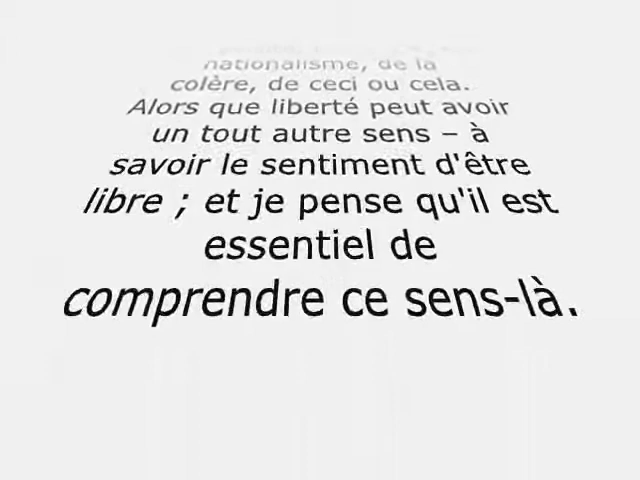 nationalisme, de la
colère, de ceci ou cela.
Alors que liberté peut avoir
un tout autre sens – à
savoir le sentiment d'être
libre ; et je pense qu'il est
essentiel de
comprendre ce sens-là.